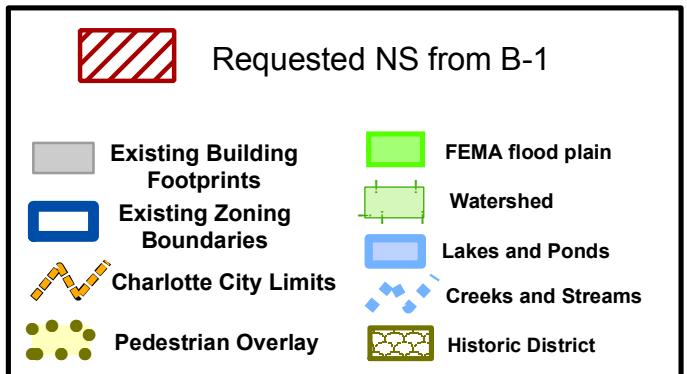 Requested NS from B-1
Existing Building
Footprints
Existing Zoning
Boundaries
Charlotte City Limits
Pedestrian Overlay
FEMA flood plain
Watershed
Lakes and Ponds
Creeks and Streams
Historic District